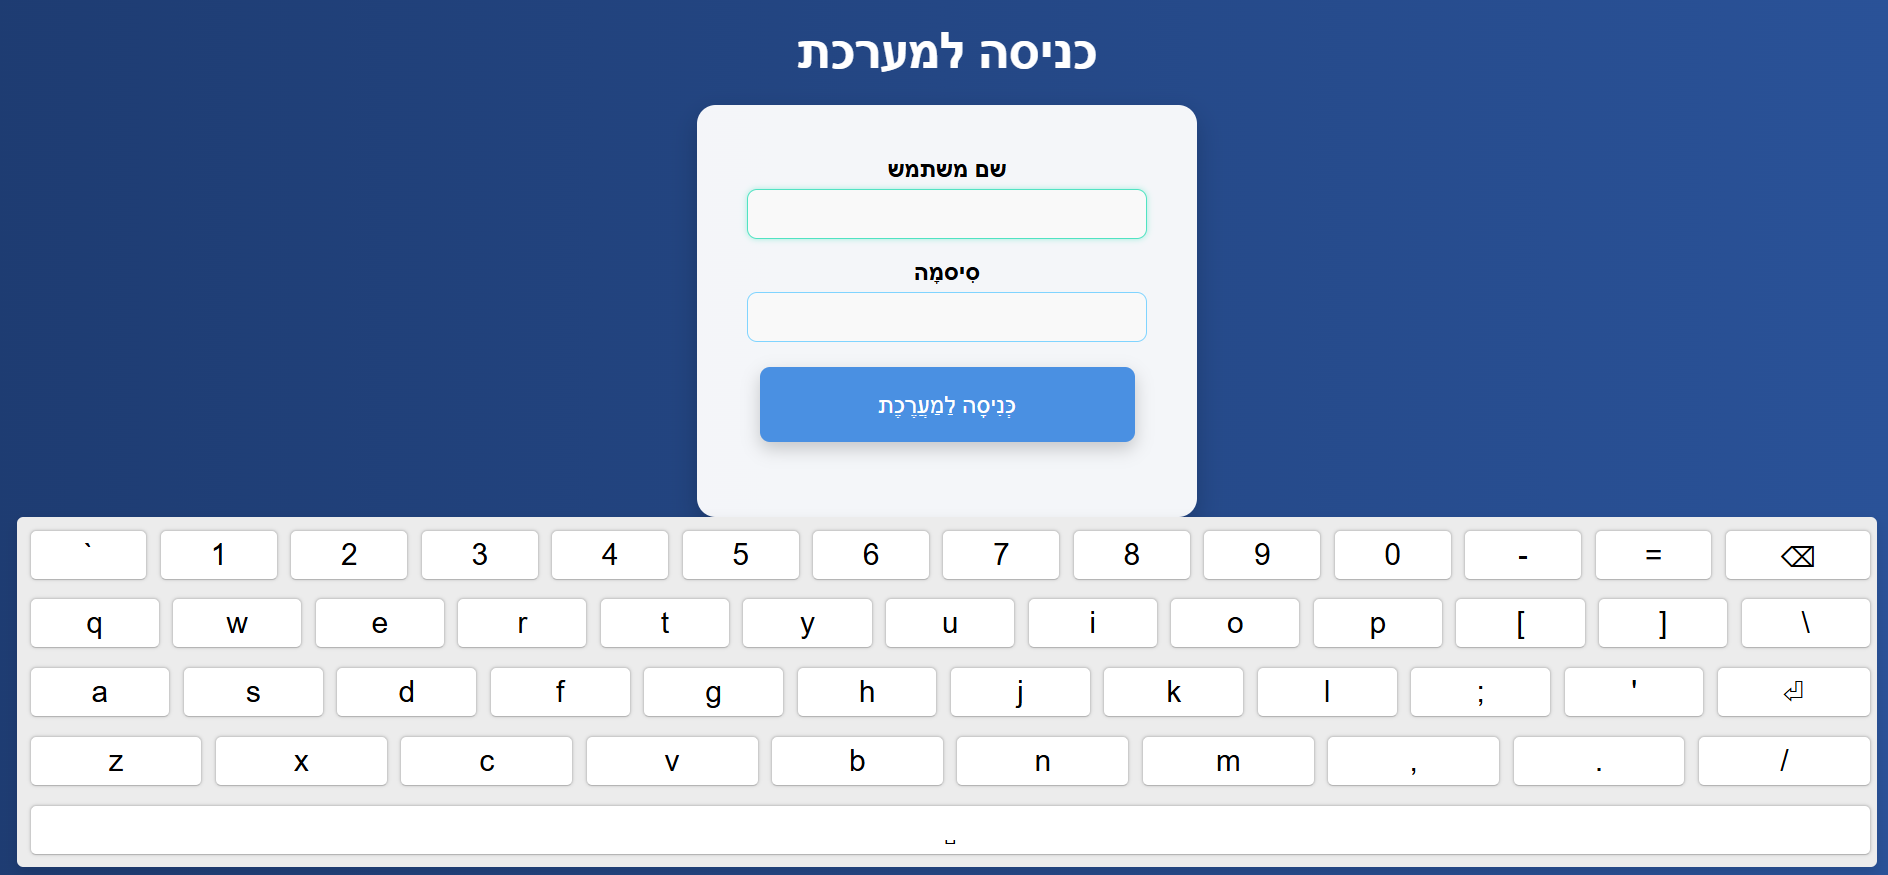 כניסה למערכת
שם משתמש
סִיסמָה
כְּנִיסָה לַמַעֲרֶכֶת
` 1 2 3 4 5 6 7 8 9 0 - = ⌫
q w e r t y u i o p [ ] \
a s d f g h j k l ; ' ⏎
z x c v b n m , . /
␣